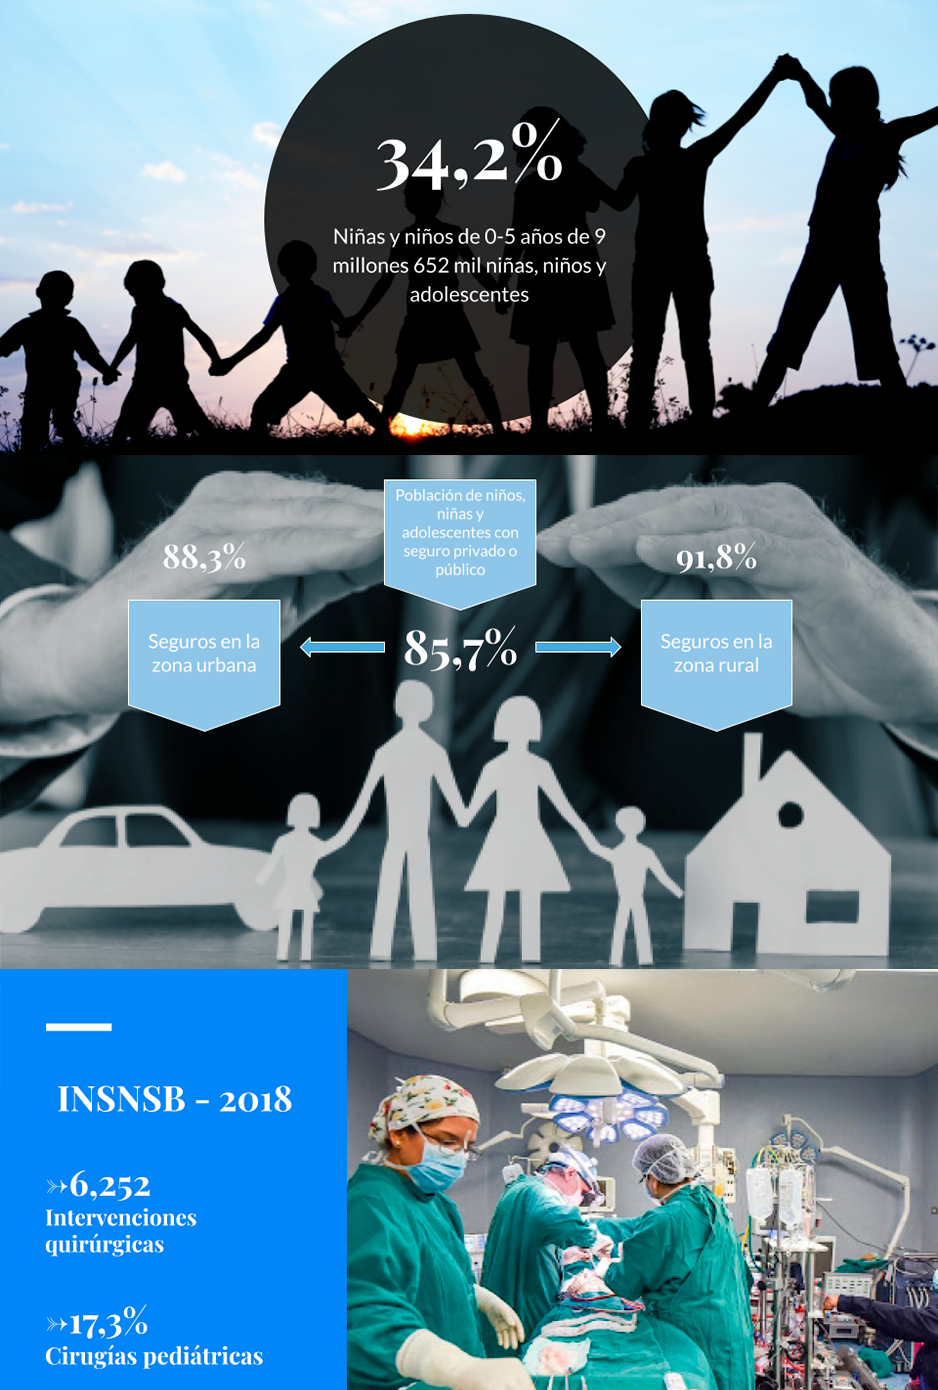 34,2%
Niñas y niños de 0-5 años de 9
millones 652 mil niñas, niños y
adolescentes
Población de niños,
niñas y
adolescentes con
seguro privado o
público
88,3%
91,8%
Seguros en la
zona urbana
85,7%
Seguros en la
zona rural
INSNSB - 2018
6,252
Intervenciones
quirúrgicas
17,3%
Cirugías pediátricas